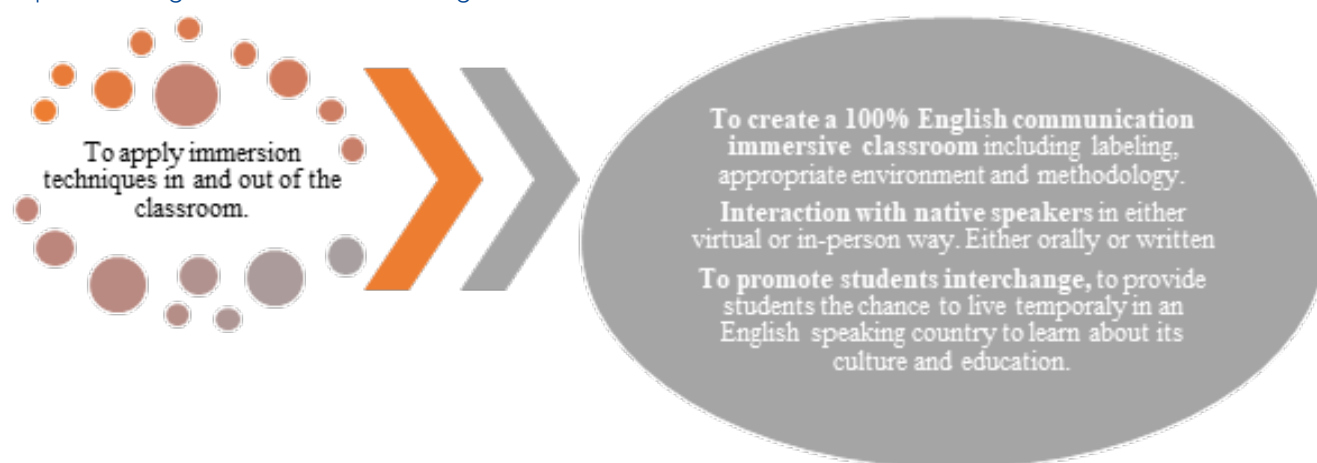 To apply immersion
techniques in and out of the
classroom.
To create a 100% English communication
immersive classroom including labeling,
appropriate environment and methodology.
Interaction with native speakers in either
virtual or in-person way. Either orally or written
To promote students interchange, to provide
students the chance to live temporaly in an
English speaking country to learn about its
culture and education.